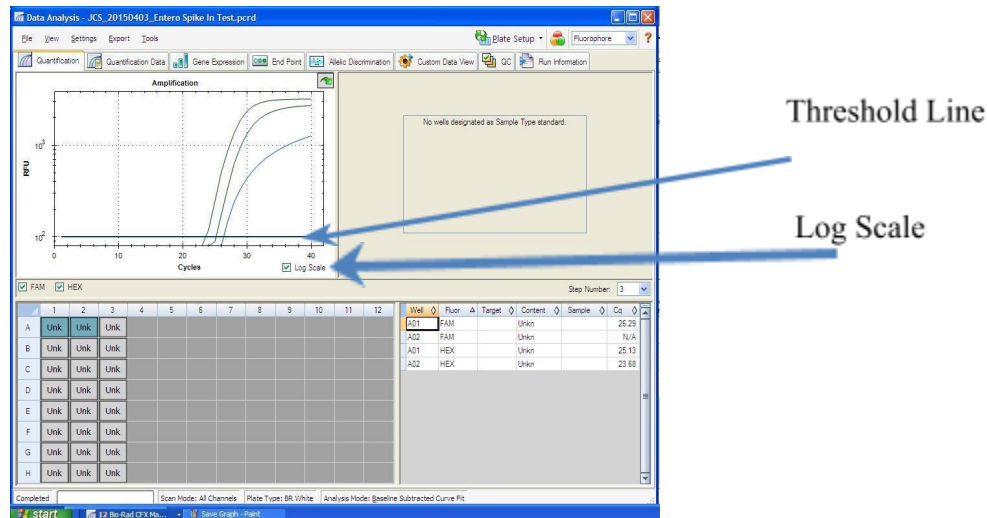 Data Analysis - JCS_20150403_Entero Spike In Test.pcrd
File View Settings Export Tools Plate Setup Fluorophore ?
Quantification Quantification Data Gene Expression End Point Allelic Discrimination Custom Data View QC Run Information
Amplification
RFU
10³
10²
0 10 20 30 40
Cycles
Log Scale
No wells designated as Sample Type standard.
Threshold Line
Log Scale
FAM HEX Step Number: 3
1 2 3 4 5 6 7 8 9 10 11 12
A Unk Unk Unk
B Unk Unk Unk
C Unk Unk Unk
D Unk Unk Unk
E Unk Unk Unk
F Unk Unk Unk
G Unk Unk Unk
H Unk Unk Unk
Well Fluor Target Content Sample Cq
A01 FAM Unkn 26.29
A02 FAM Unkn N/A
A01 HEX Unkn 25.13
A02 HEX Unkn 23.68
Completed Scan Mode: All Channels Plate Type: BR White Analysis Mode: Baseline Subtracted Curve Fit
start 12 Bio-Rad CFX Ma... Save Graph - Paint